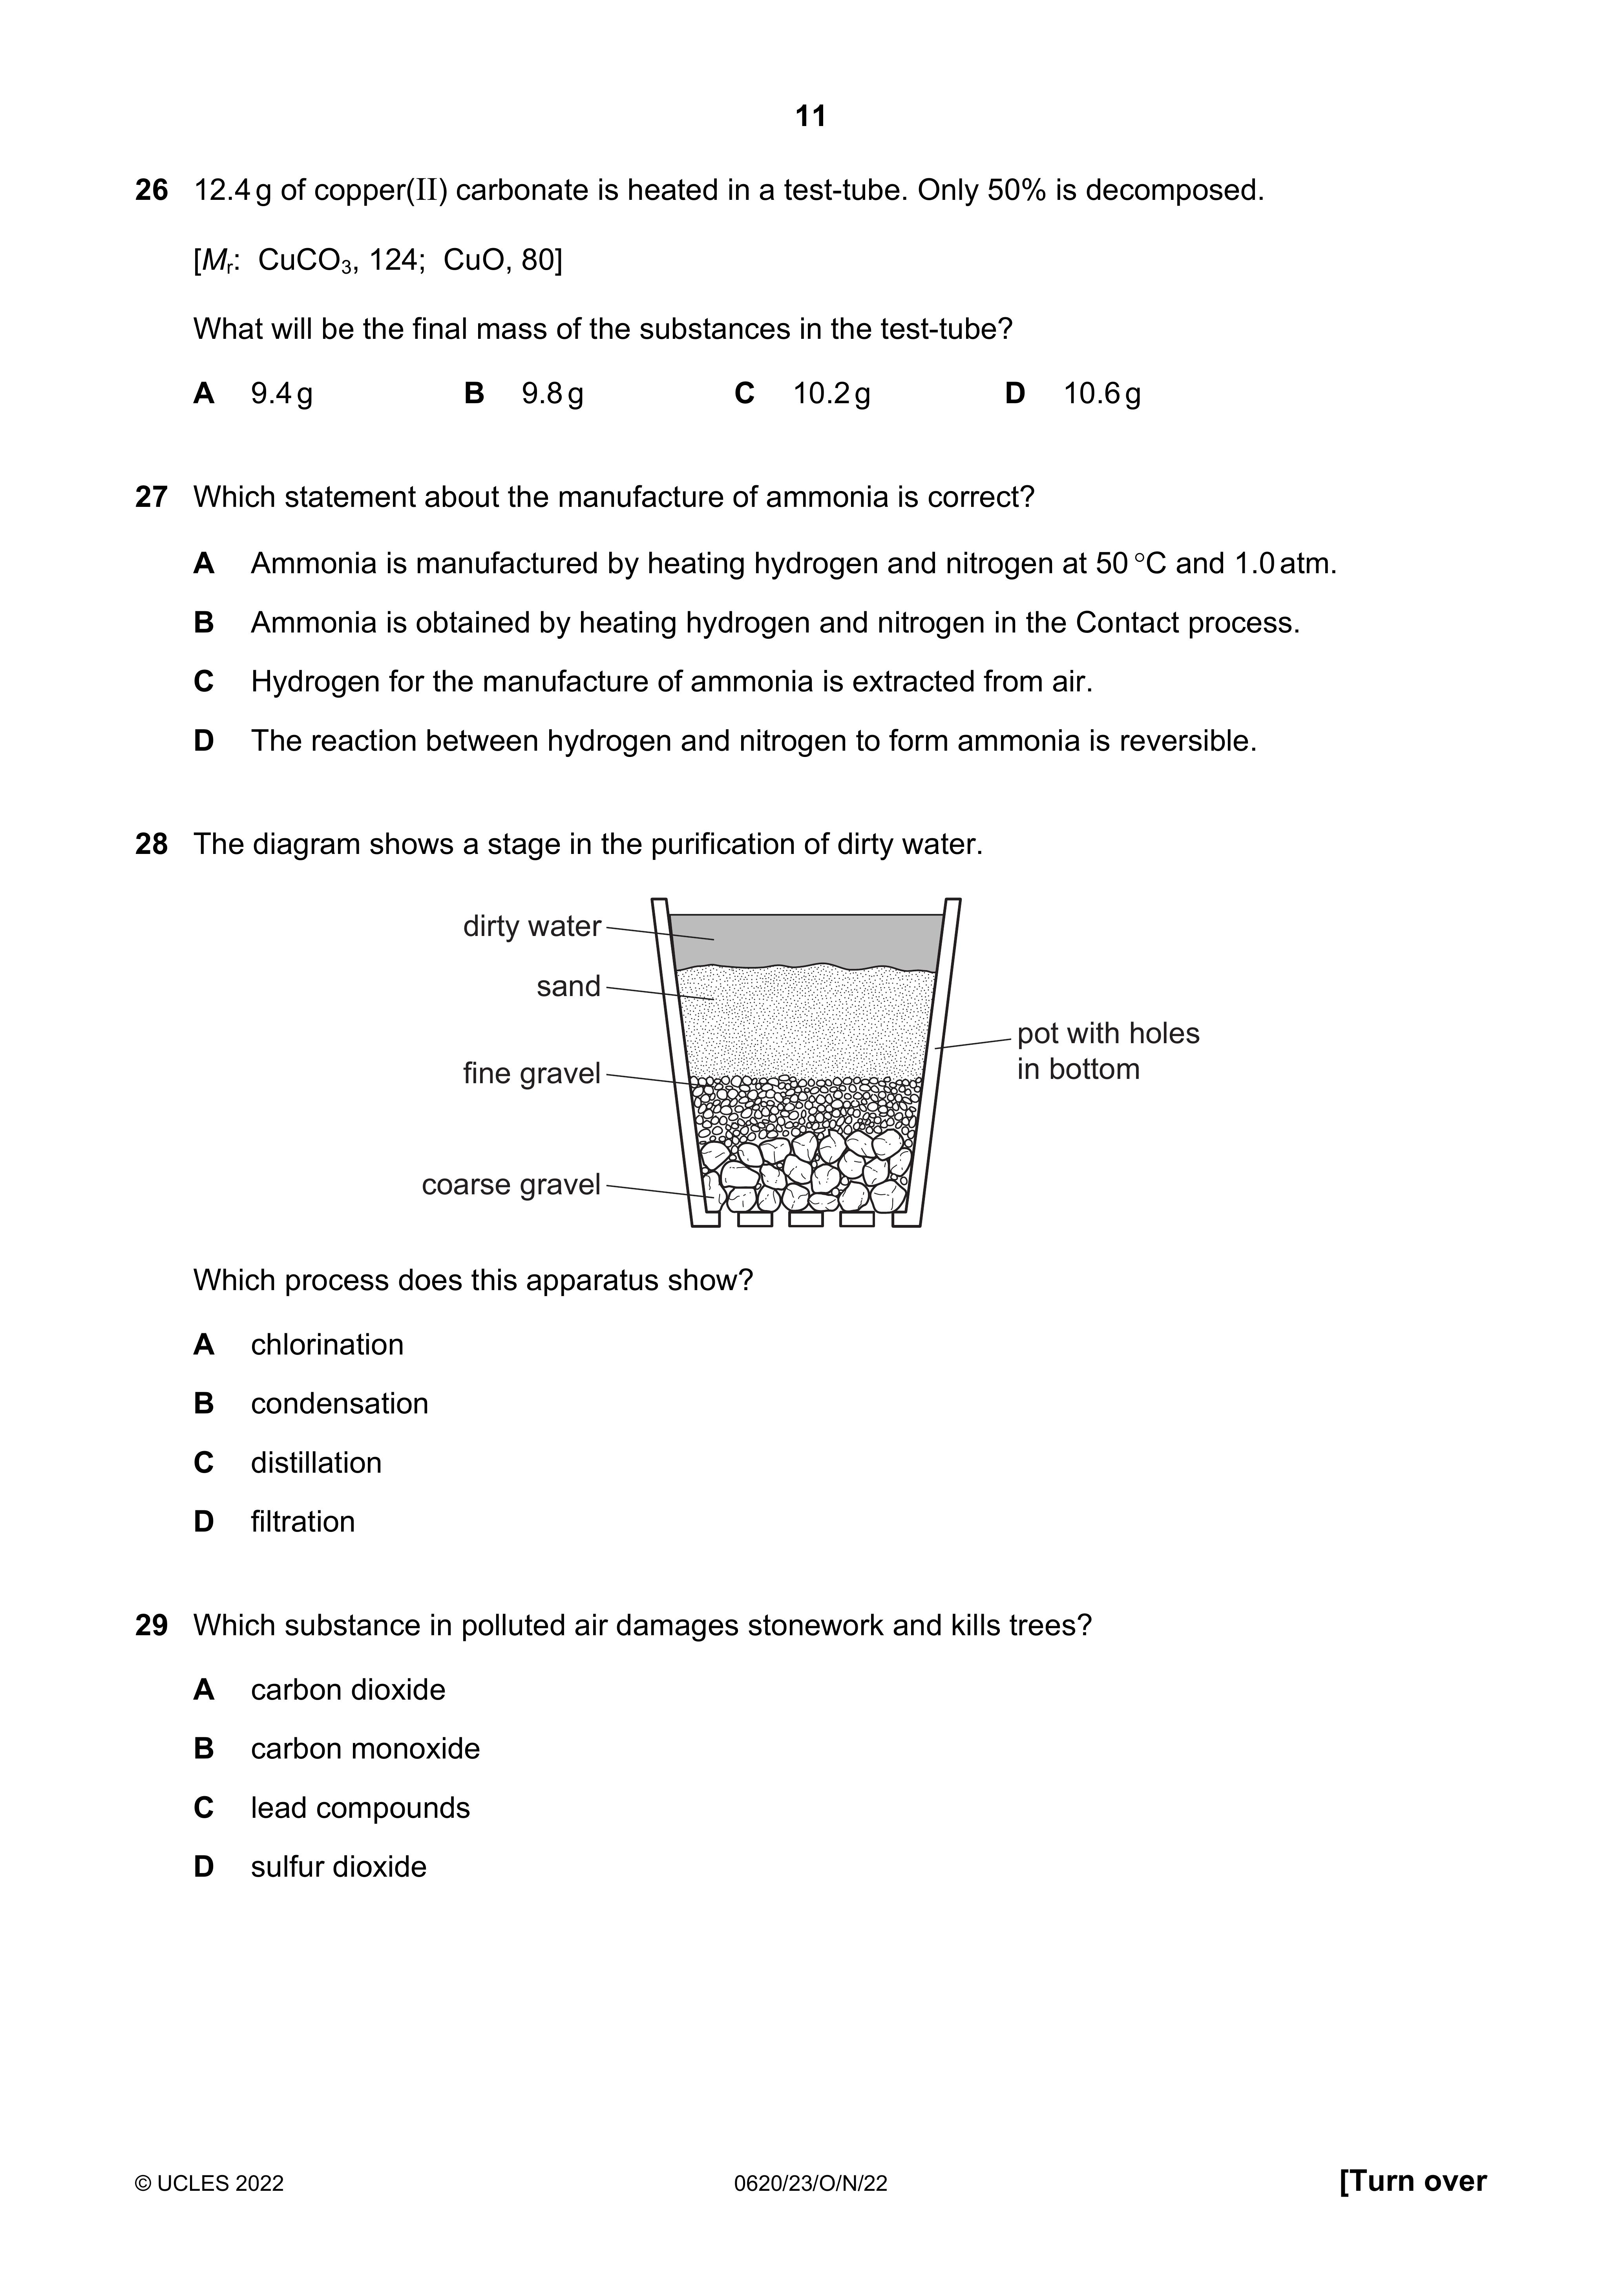 11
26 12.4 g of copper(II) carbonate is heated in a test-tube. Only 50% is decomposed.
[Mr: CuCO3, 124; CuO, 80]
What will be the final mass of the substances in the test-tube?
A 9.4 g B 9.8 g C 10.2 g D 10.6 g
27 Which statement about the manufacture of ammonia is correct?
A Ammonia is manufactured by heating hydrogen and nitrogen at 50 °C and 1.0 atm.
B Ammonia is obtained by heating hydrogen and nitrogen in the Contact process.
C Hydrogen for the manufacture of ammonia is extracted from air.
D The reaction between hydrogen and nitrogen to form ammonia is reversible.
28 The diagram shows a stage in the purification of dirty water.
dirty water
sand
fine gravel
coarse gravel
pot with holes
in bottom
Which process does this apparatus show?
A chlorination
B condensation
C distillation
D filtration
29 Which substance in polluted air damages stonework and kills trees?
A carbon dioxide
B carbon monoxide
C lead compounds
D sulfur dioxide
© UCLES 2022 0620/23/O/N/22 [Turn over